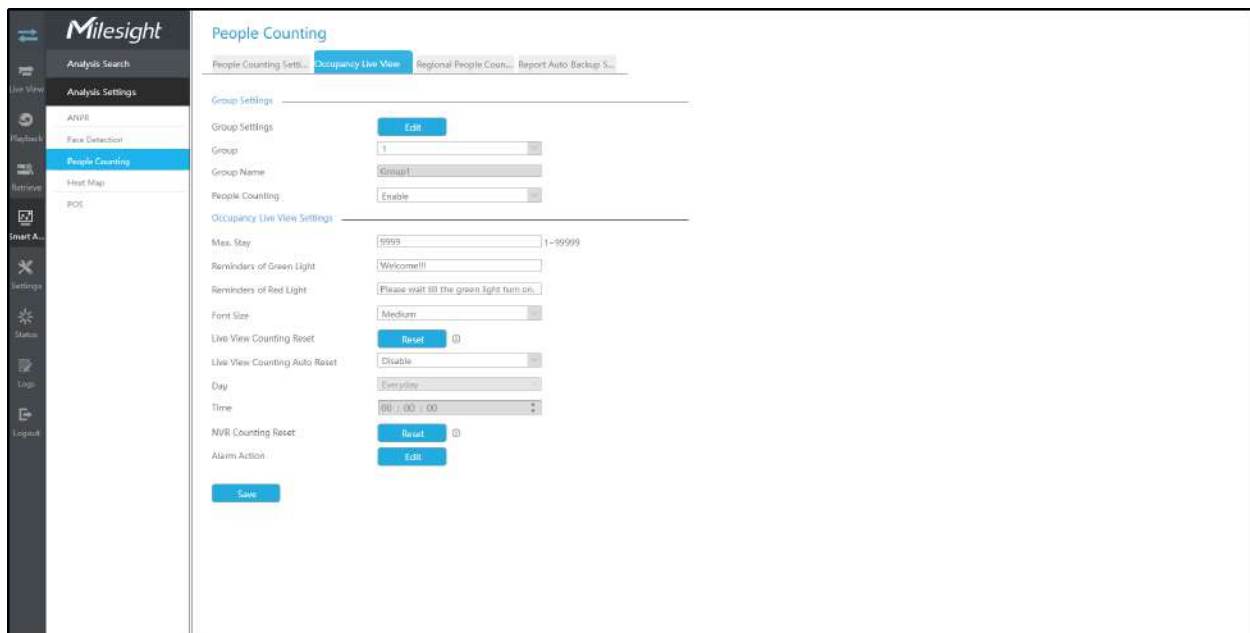 Milesight
Live View
Playback
Retrieve
Smart A...
Settings
Status
Logs
Logout
Analysis Search
Analysis Settings
ANPR
Face Detection
People Counting
Heat Map
POS
People Counting
People Counting Setti... Occupancy Live View Regional People Coun... Report Auto Backup S...
Group Settings
Group Settings Edit
Group 1
Group Name Group1
People Counting Enable
Occupancy Live View Settings
Max. Stay 9999 1~99999
Reminders of Green Light Welcome!!!
Reminders of Red Light Please wait till the green light turn on.
Font Size Medium
Live View Counting Reset Reset
Live View Counting Auto Reset Disable
Day Everyday
Time 00 : 00 : 00
NVR Counting Reset Reset
Alarm Action Edit
Save